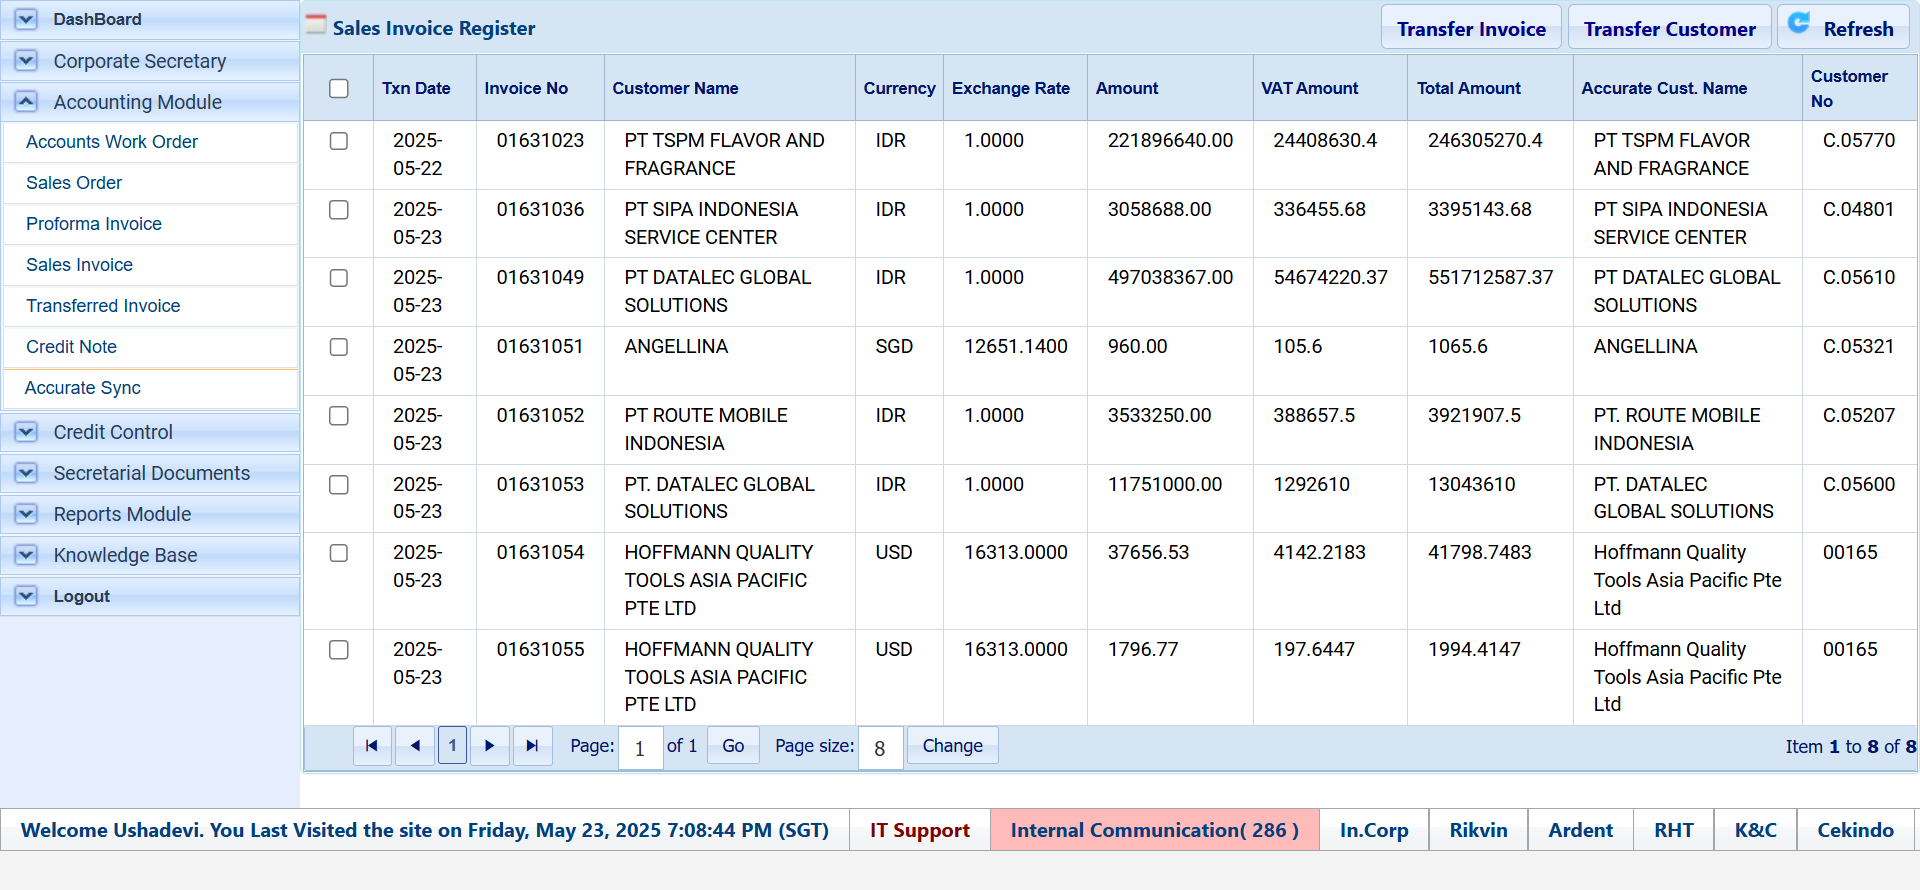 DashBoard
Corporate Secretary
Accounting Module
Accounts Work Order
Sales Order
Proforma Invoice
Sales Invoice
Transferred Invoice
Credit Note
Accurate Sync
Credit Control
Secretarial Documents
Reports Module
Knowledge Base
Logout
Sales Invoice Register
Transfer Invoice Transfer Customer Refresh
Txn Date Invoice No Customer Name Currency Exchange Rate Amount VAT Amount Total Amount Accurate Cust. Name Customer No
2025-05-22 01631023 PT TSPM FLAVOR AND FRAGRANCE IDR 1.0000 221896640.00 24408630.4 246305270.4 PT TSPM FLAVOR AND FRAGRANCE C.05770
2025-05-23 01631036 PT SIPA INDONESIA SERVICE CENTER IDR 1.0000 3058688.00 336455.68 3395143.68 PT SIPA INDONESIA SERVICE CENTER C.04801
2025-05-23 01631049 PT DATALEC GLOBAL SOLUTIONS IDR 1.0000 497038367.00 54674220.37 551712587.37 PT DATALEC GLOBAL SOLUTIONS C.05610
2025-05-23 01631051 ANGELLINA SGD 12651.1400 960.00 105.6 1065.6 ANGELLINA C.05321
2025-05-23 01631052 PT ROUTE MOBILE INDONESIA IDR 1.0000 3533250.00 388657.5 3921907.5 PT. ROUTE MOBILE INDONESIA C.05207
2025-05-23 01631053 PT. DATALEC GLOBAL SOLUTIONS IDR 1.0000 11751000.00 1292610 13043610 PT. DATALEC GLOBAL SOLUTIONS C.05600
2025-05-23 01631054 HOFFMANN QUALITY TOOLS ASIA PACIFIC PTE LTD USD 16313.0000 37656.53 4142.2183 41798.7483 Hoffmann Quality Tools Asia Pacific Pte Ltd 00165
2025-05-23 01631055 HOFFMANN QUALITY TOOLS ASIA PACIFIC PTE LTD USD 16313.0000 1796.77 197.6447 1994.4147 Hoffmann Quality Tools Asia Pacific Pte Ltd 00165
1 Page: 1 of 1 Go Page size: 8 Change Item 1 to 8 of 8
Welcome Ushadevi. You Last Visited the site on Friday, May 23, 2025 7:08:44 PM (SGT) IT Support Internal Communication( 286 ) In.Corp Rikvin Ardent RHT K&C Cekindo